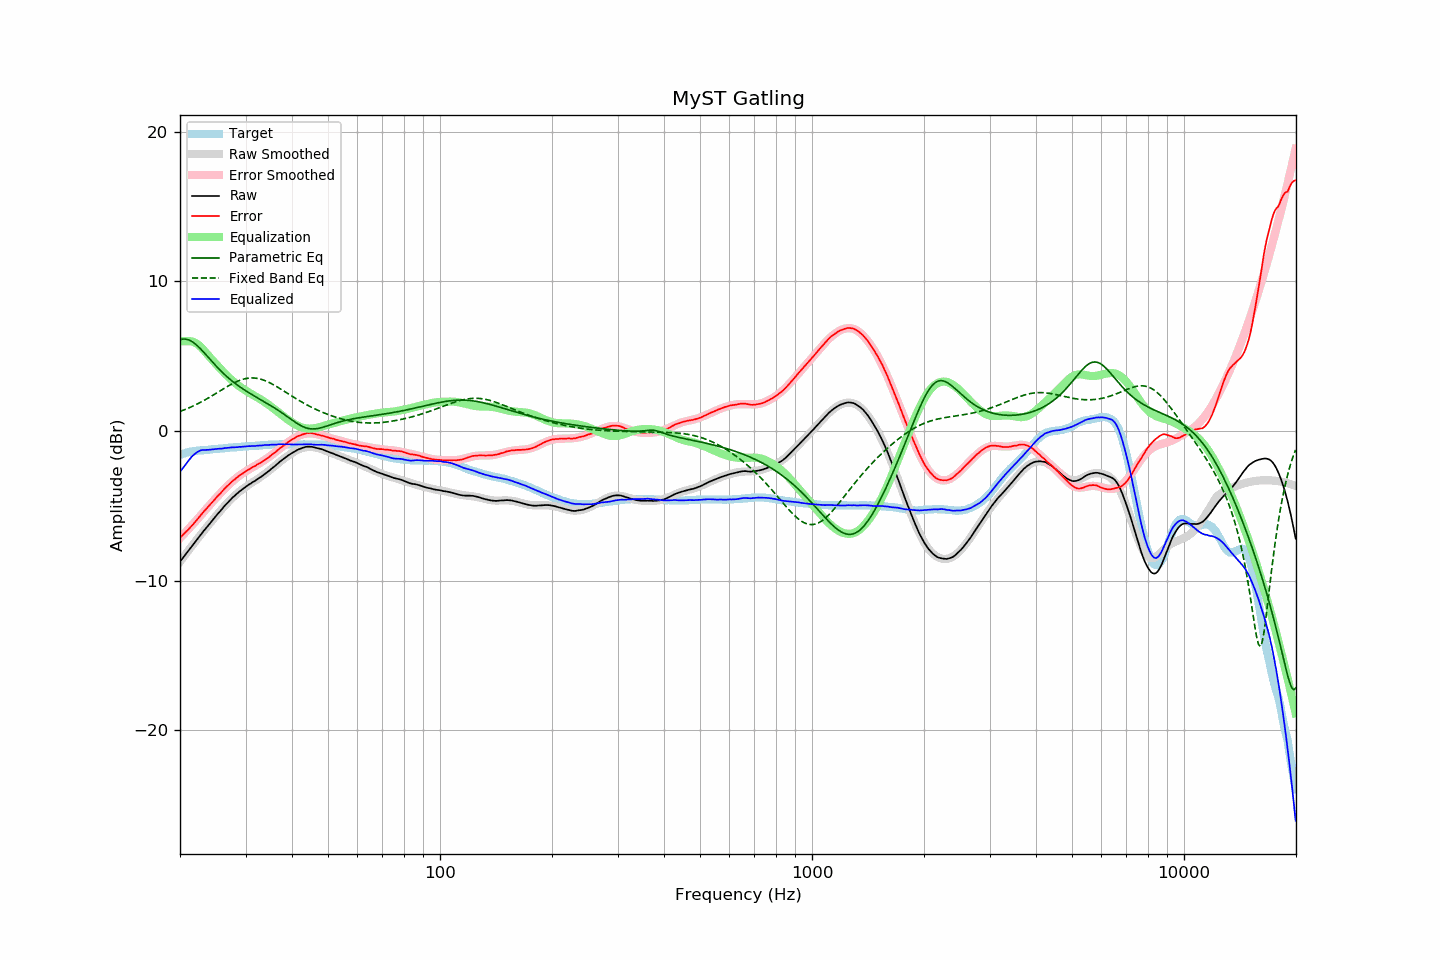 MyST Gatling
Target
Raw Smoothed
Error Smoothed
Raw
Error
Equalization
Parametric Eq
Fixed Band Eq
Equalized
20
10
0
−10
−20
Amplitude (dBr)
100
1000
10000
Frequency (Hz)